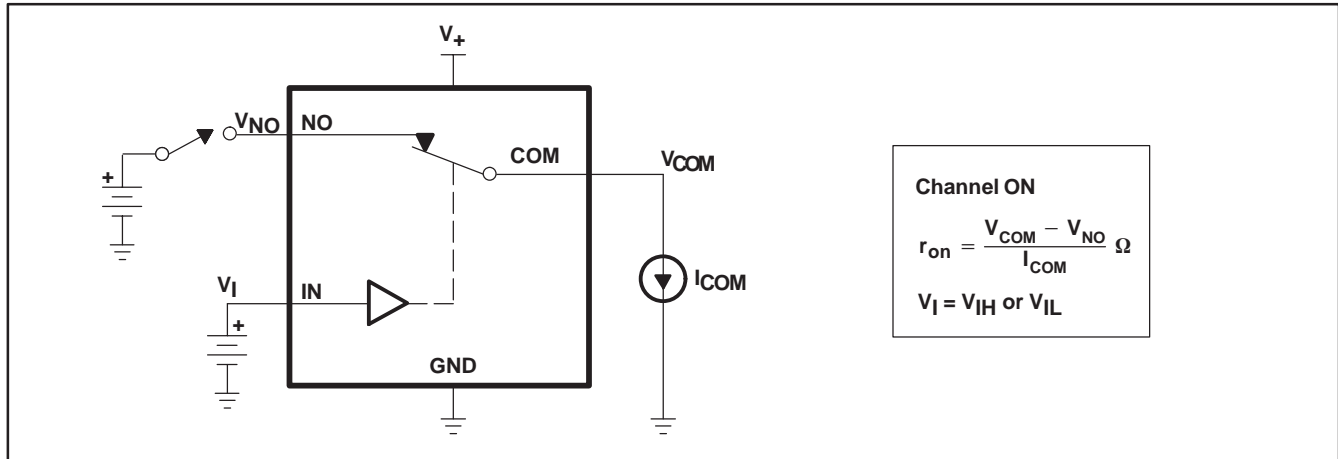 V+
VNO NO
COM
VCOM
+
VI
IN
+
ICOM
GND
Channel ON
ron = VCOM − VNO / ICOM Ω
VI = VIH or VIL